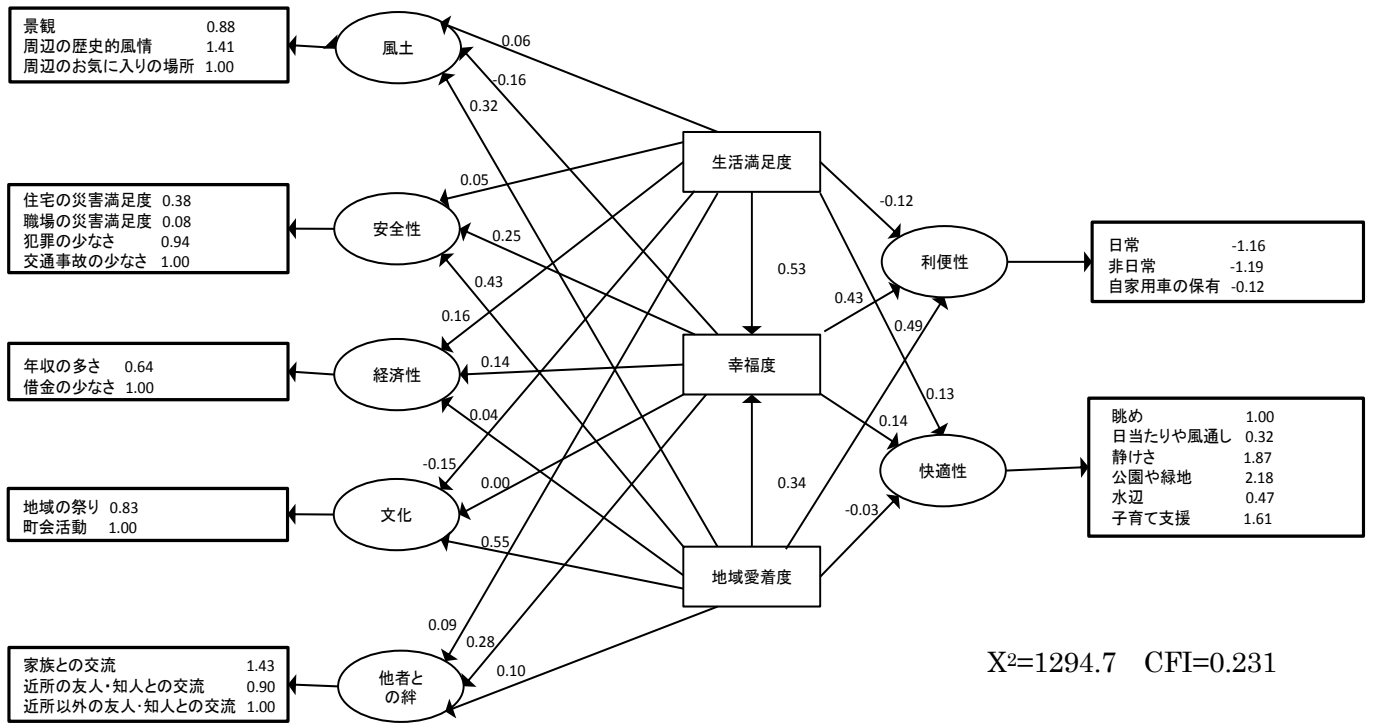 景観 0.88
周辺の歴史的風情 1.41
周辺のお気に入りの場所 1.00
風土
0.06
-0.16
0.32
生活満足度
住宅の災害満足度 0.38
職場の災害満足度 0.08
犯罪の少なさ 0.94
交通事故の少なさ 1.00
安全性
0.05
0.25
0.43
-0.12
0.53
利便性
日常 -1.16
非日常 -1.19
自家用車の保有 -0.12
0.16
0.43
0.49
年収の多さ 0.64
借金の少なさ 1.00
経済性
0.14
0.04
幸福度
0.13
0.14
眺め 1.00
日当たりや風通し 0.32
静けさ 1.87
公園や緑地 2.18
水辺 0.47
子育て支援 1.61
快適性
-0.15
0.00
0.34
-0.03
地域の祭り 0.83
町会活動 1.00
文化
0.55
地域愛着度
0.09
0.28
0.10
家族との交流 1.43
近所の友人・知人との交流 0.90
近所以外の友人・知人との交流 1.00
他者と
の絆
X2=1294.7 CFI=0.231